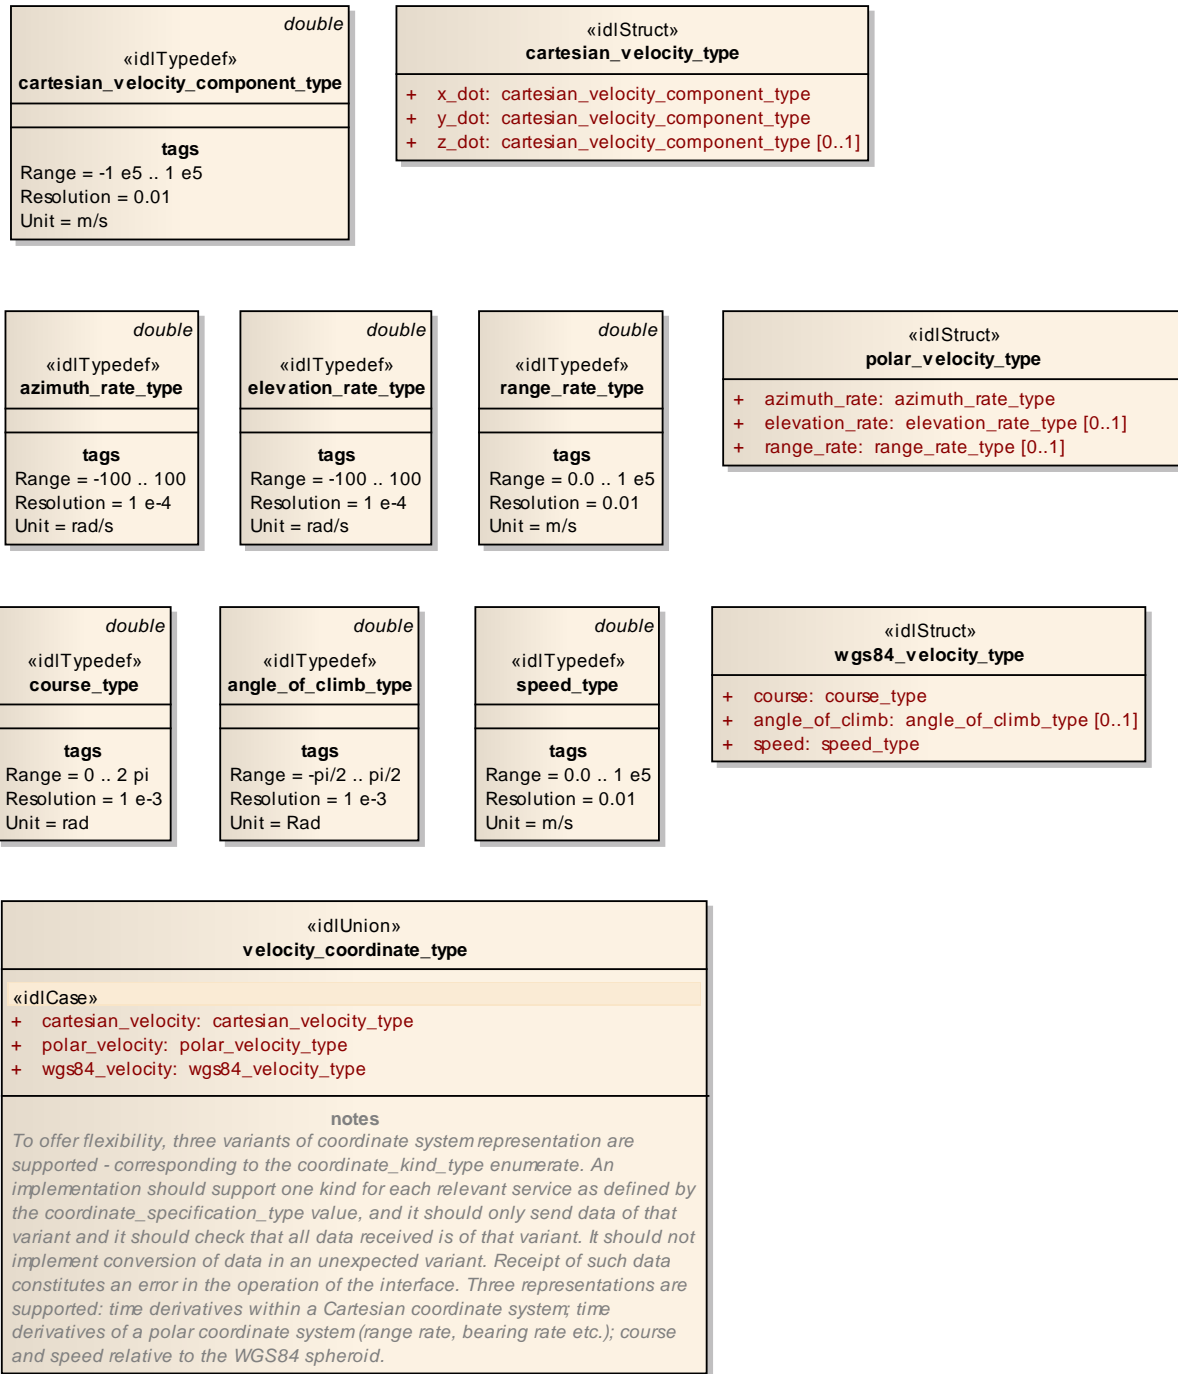 double
«idlTypedef»
cartesian_velocity_component_type
tags
Range = -1 e5 .. 1 e5
Resolution = 0.01
Unit = m/s
«idlStruct»
cartesian_velocity_type
+ x_dot: cartesian_velocity_component_type
+ y_dot: cartesian_velocity_component_type
+ z_dot: cartesian_velocity_component_type [0..1]
double
«idlTypedef»
azimuth_rate_type
tags
Range = -100 .. 100
Resolution = 1 e-4
Unit = rad/s
double
«idlTypedef»
elevation_rate_type
tags
Range = -100 .. 100
Resolution = 1 e-4
Unit = rad/s
double
«idlTypedef»
range_rate_type
tags
Range = 0.0 .. 1 e5
Resolution = 0.01
Unit = m/s
«idlStruct»
polar_velocity_type
+ azimuth_rate: azimuth_rate_type
+ elevation_rate: elevation_rate_type [0..1]
+ range_rate: range_rate_type [0..1]
double
«idlTypedef»
course_type
tags
Range = 0 .. 2 pi
Resolution = 1 e-3
Unit = rad
double
«idlTypedef»
angle_of_climb_type
tags
Range = -pi/2 .. pi/2
Resolution = 1 e-3
Unit = Rad
double
«idlTypedef»
speed_type
tags
Range = 0.0 .. 1 e5
Resolution = 0.01
Unit = m/s
«idlStruct»
wgs84_velocity_type
+ course: course_type
+ angle_of_climb: angle_of_climb_type [0..1]
+ speed: speed_type
«idlUnion»
velocity_coordinate_type
«idlCase»
+ cartesian_velocity: cartesian_velocity_type
+ polar_velocity: polar_velocity_type
+ wgs84_velocity: wgs84_velocity_type
notes
To offer flexibility, three variants of coordinate system representation are
supported - corresponding to the coordinate_kind_type enumerate. An
implementation should support one kind for each relevant service as defined by
the coordinate_specification_type value, and it should only send data of that
variant and it should check that all data received is of that variant. It should not
implement conversion of data in an unexpected variant. Receipt of such data
constitutes an error in the operation of the interface. Three representations are
supported: time derivatives within a Cartesian coordinate system; time
derivatives of a polar coordinate system (range rate, bearing rate etc.); course
and speed relative to the WGS84 spheroid.